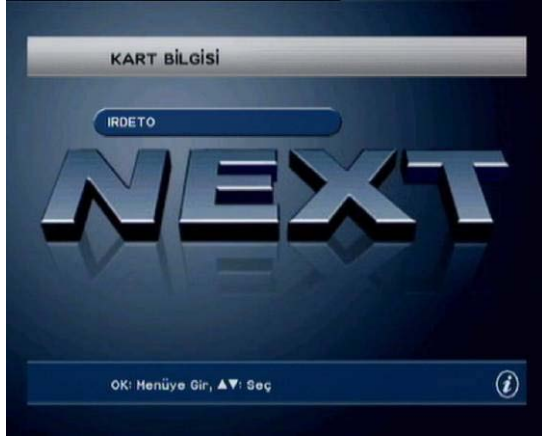 KART BİLGİSİ
IRDETO
NEXT
OK: Menüye Gir, ▲▼: Seç
i